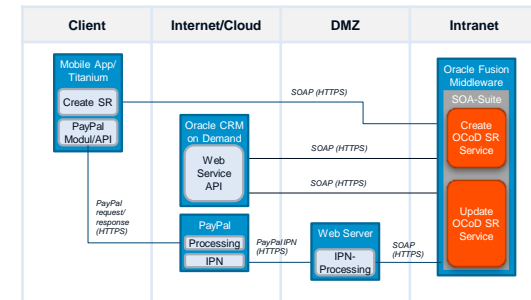 Client
Internet/Cloud
DMZ
Intranet
Mobile App/
Titanium
Create SR
PayPal
Modul/API
SOAP (HTTPS)
Oracle Fusion
Middleware
SOA-Suite
Create
OCoD SR
Service
Oracle CRM
on Demand
Web
Service
API
SOAP (HTTPS)
SOAP (HTTPS)
Update
OCoD SR
Service
PayPal
request/
response
(HTTPS)
PayPal
Processing
IPN
PayPal IPN
(HTTPS)
Web Server
IPN-
Processing
SOAP
(HTTPS)